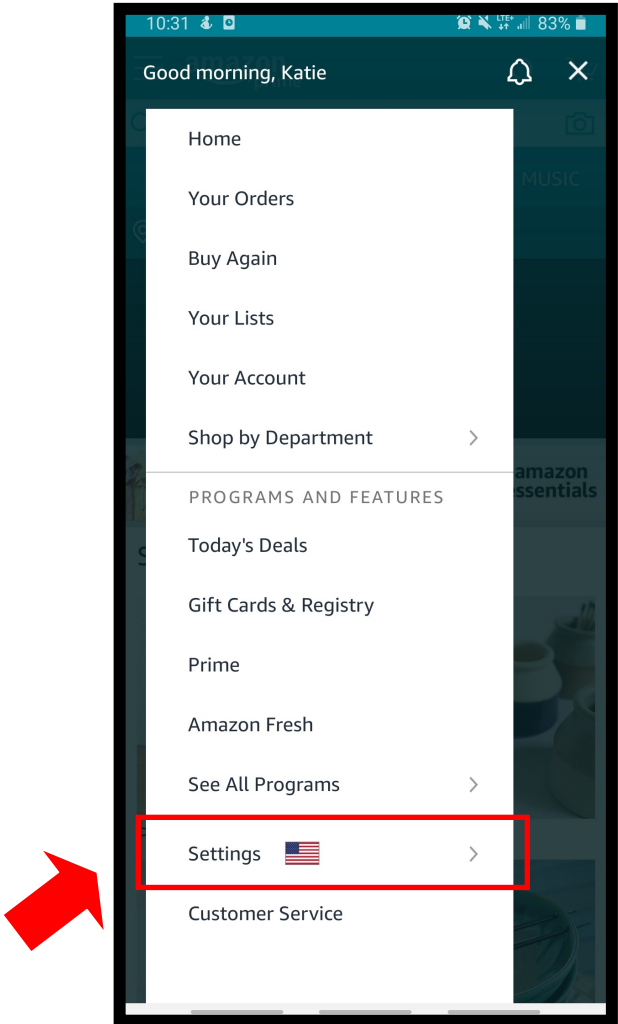 10:31 LTE+ 83%
Good morning, Katie
MUSIC
Home
Your Orders
Buy Again
Your Lists
Your Account
Shop by Department
amazon
essentials
PROGRAMS AND FEATURES
Today's Deals
Gift Cards & Registry
Prime
Amazon Fresh
See All Programs
Settings
Customer Service